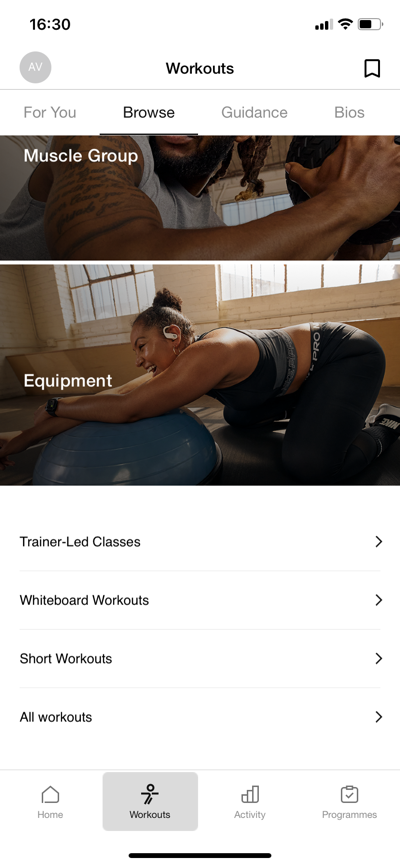 16:30
AV
Workouts
For You
Browse
Guidance
Bios
Muscle Group
Equipment
PRO
Trainer-Led Classes
Whiteboard Workouts
Short Workouts
All workouts
Home
Workouts
Activity
Programmes